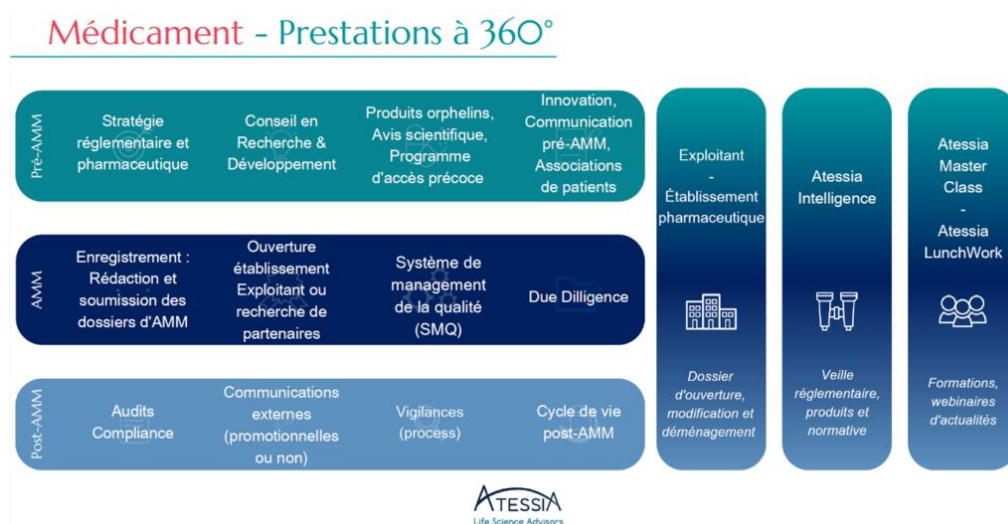 Médicament - Prestations à 360°
Pré-AMM
Stratégie
réglementaire et
pharmaceutique
Conseil en
Recherche &
Développement
Produits orphelins,
Avis scientifique,
Programme
d'accès précoce
Innovation,
Communication
pré-AMM,
Associations
de patients
AMM
Enregistrement :
Rédaction et
soumission des
dossiers d'AMM
Ouverture
établissement
Exploitant ou
recherche de
partenaires
Système de
management
de la qualité
(SMQ)
Due Dilligence
Post-AMM
Audits
Compliance
Communications
externes
(promotionnelles
ou non)
Vigilances
(process)
Cycle de vie
post-AMM
Exploitant
-
Établissement
pharmaceutique
Dossier
d'ouverture,
modification et
déménagement
Atessia
Intelligence
Veille
réglementaire,
produits et
normative
Atessia
Master
Class
-
Atessia
LunchWork
Formations,
webinaires
d'actualités
ATESSIA
Life Science Advisors